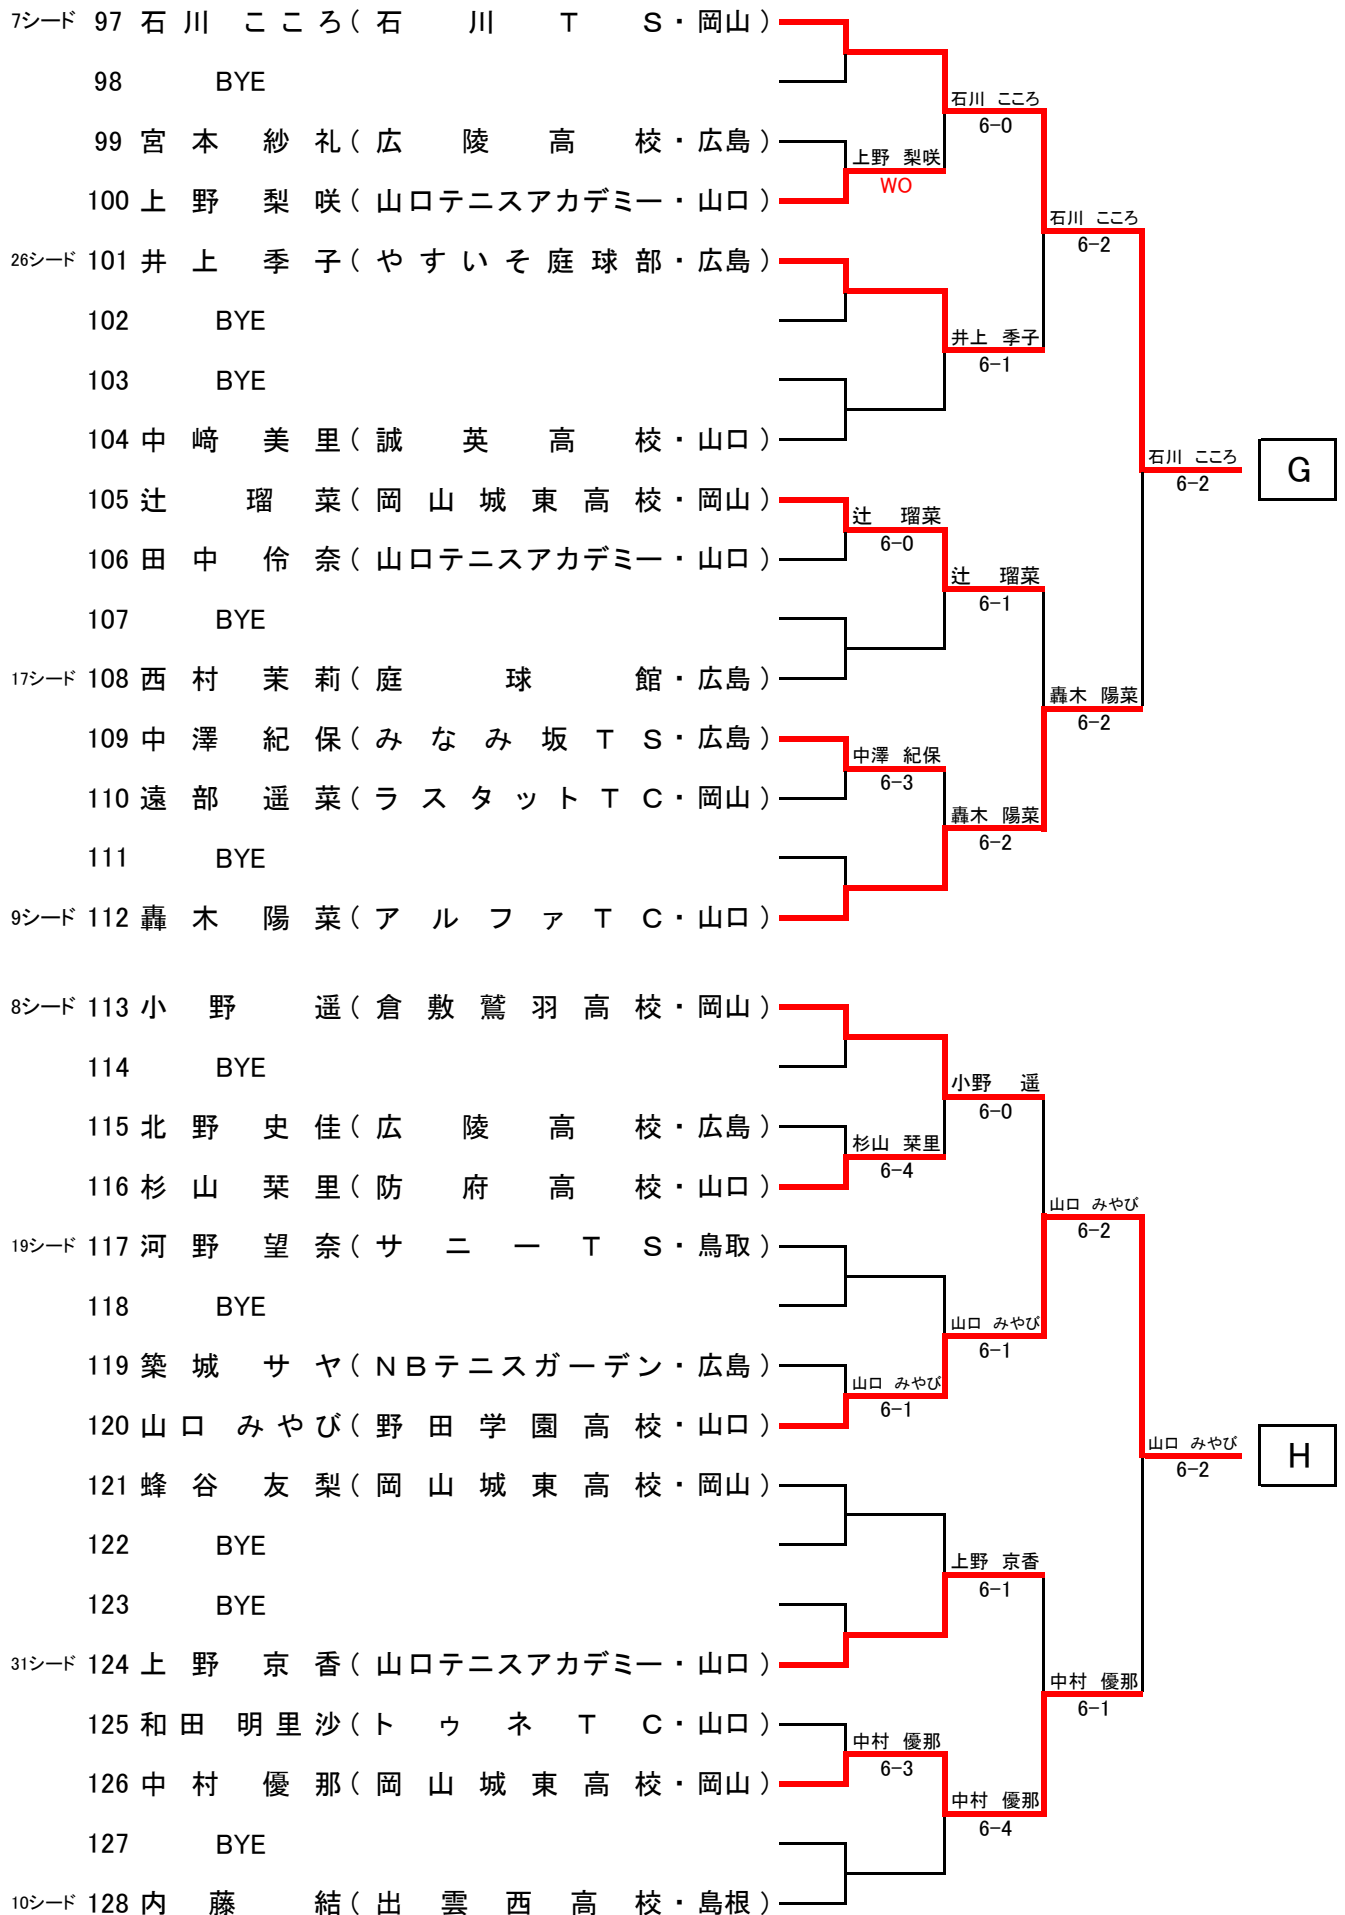 7シード 97 石川 こころ(石川TS・岡山)
98 BYE
石川 こころ
6-0
99 宮本 紗礼(広陵高校・広島)
上野 梨咲
WO
100 上野 梨咲(山口テニスアカデミー・山口)
石川 こころ
6-2
26シード 101 井上 季子(やすいそ庭球部・広島)
102 BYE
井上 季子
6-1
103 BYE
104 中﨑 美里(誠英高校・山口)
石川 こころ
6-2
G
105 辻 瑠菜(岡山城東高校・岡山)
辻 瑠菜
6-0
106 田中 伶奈(山口テニスアカデミー・山口)
辻 瑠菜
6-1
107 BYE
17シード 108 西村 茉莉(庭球館・広島)
轟木 陽菜
6-2
109 中澤 紀保(みなみ坂TS・広島)
中澤 紀保
6-3
110 遠部 遥菜(ラスタットTC・岡山)
轟木 陽菜
6-2
111 BYE
9シード 112 轟木 陽菜(アルファTC・山口)
8シード 113 小野 遥(倉敷鷲羽高校・岡山)
114 BYE
小野 遥
6-0
115 北野 史佳(広陵高校・広島)
杉山 栞里
6-4
116 杉山 栞里(防府高校・山口)
山口 みやび
6-2
19シード 117 河野 望奈(サニーTS・鳥取)
118 BYE
山口 みやび
6-1
119 築城 サヤ(NBテニスガーデン・広島)
山口 みやび
6-1
120 山口 みやび(野田学園高校・山口)
山口 みやび
6-2
H
121 蜂谷 友梨(岡山城東高校・岡山)
122 BYE
上野 京香
6-1
123 BYE
31シード 124 上野 京香(山口テニスアカデミー・山口)
中村 優那
6-1
125 和田 明里沙(トゥネTC・山口)
中村 優那
6-3
126 中村 優那(岡山城東高校・岡山)
中村 優那
6-4
127 BYE
10シード 128 内藤 結(出雲西高校・島根)